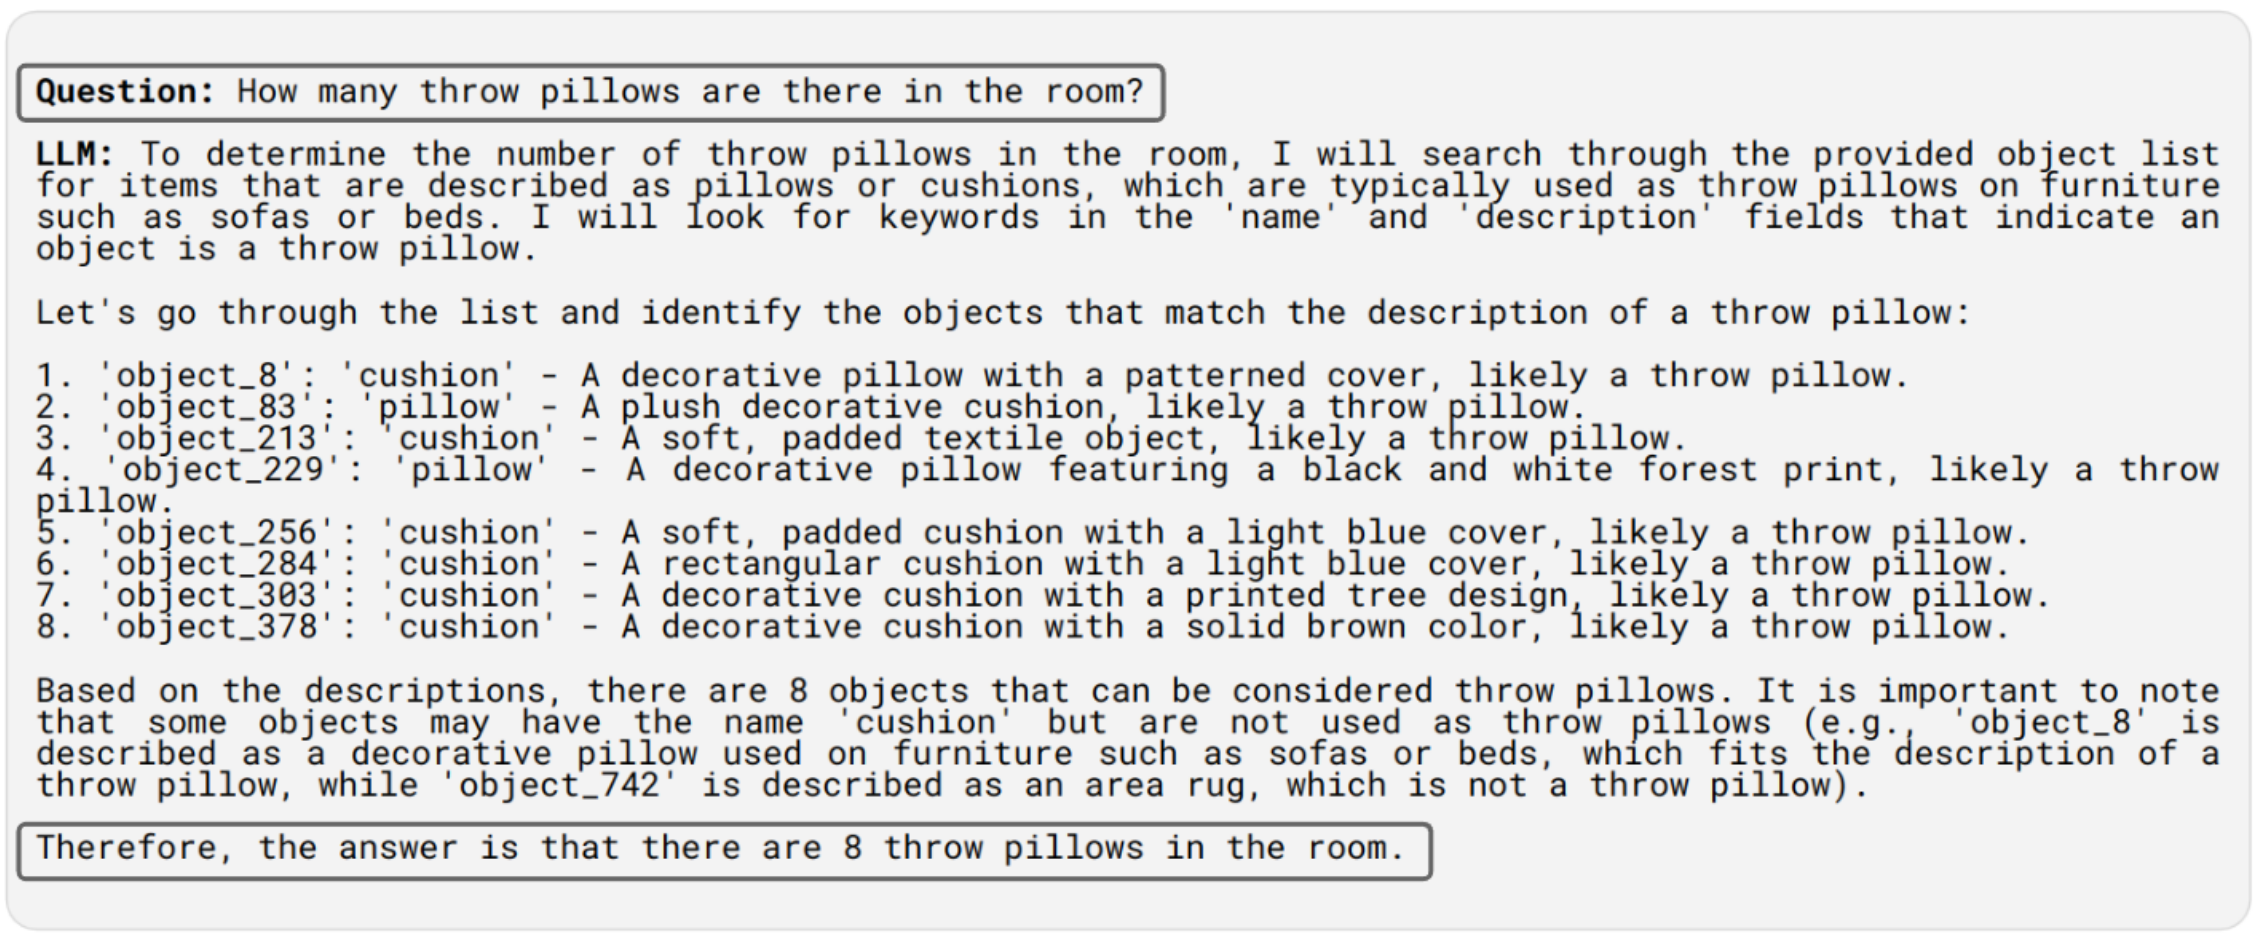 Question: How many throw pillows are there in the room?
LLM: To determine the number of throw pillows in the room, I will search through the provided object list
for items that are described as pillows or cushions, which are typically used as throw pillows on furniture
such as sofas or beds. I will look for keywords in the 'name' and 'description' fields that indicate an
object is a throw pillow.
Let's go through the list and identify the objects that match the description of a throw pillow:
1. 'object_8': 'cushion' - A decorative pillow with a patterned cover, likely a throw pillow.
2. 'object_83': 'pillow' - A plush decorative cushion, likely a throw pillow.
3. 'object_213': 'cushion' - A soft, padded textile object, likely a throw pillow.
4. 'object_229': 'pillow' - A decorative pillow featuring a black and white forest print, likely a throw
pillow.
5. 'object_256': 'cushion' - A soft, padded cushion with a light blue cover, likely a throw pillow.
6. 'object_284': 'cushion' - A rectangular cushion with a light blue cover, likely a throw pillow.
7. 'object_303': 'cushion' - A decorative cushion with a printed tree design, likely a throw pillow.
8. 'object_378': 'cushion' - A decorative cushion with a solid brown color, likely a throw pillow.
Based on the descriptions, there are 8 objects that can be considered throw pillows. It is important to note
that some objects may have the name 'cushion' but are not used as throw pillows (e.g., 'object_8' is
described as a decorative pillow used on furniture such as sofas or beds, which fits the description of a
throw pillow, while 'object_742' is described as an area rug, which is not a throw pillow).
Therefore, the answer is that there are 8 throw pillows in the room.